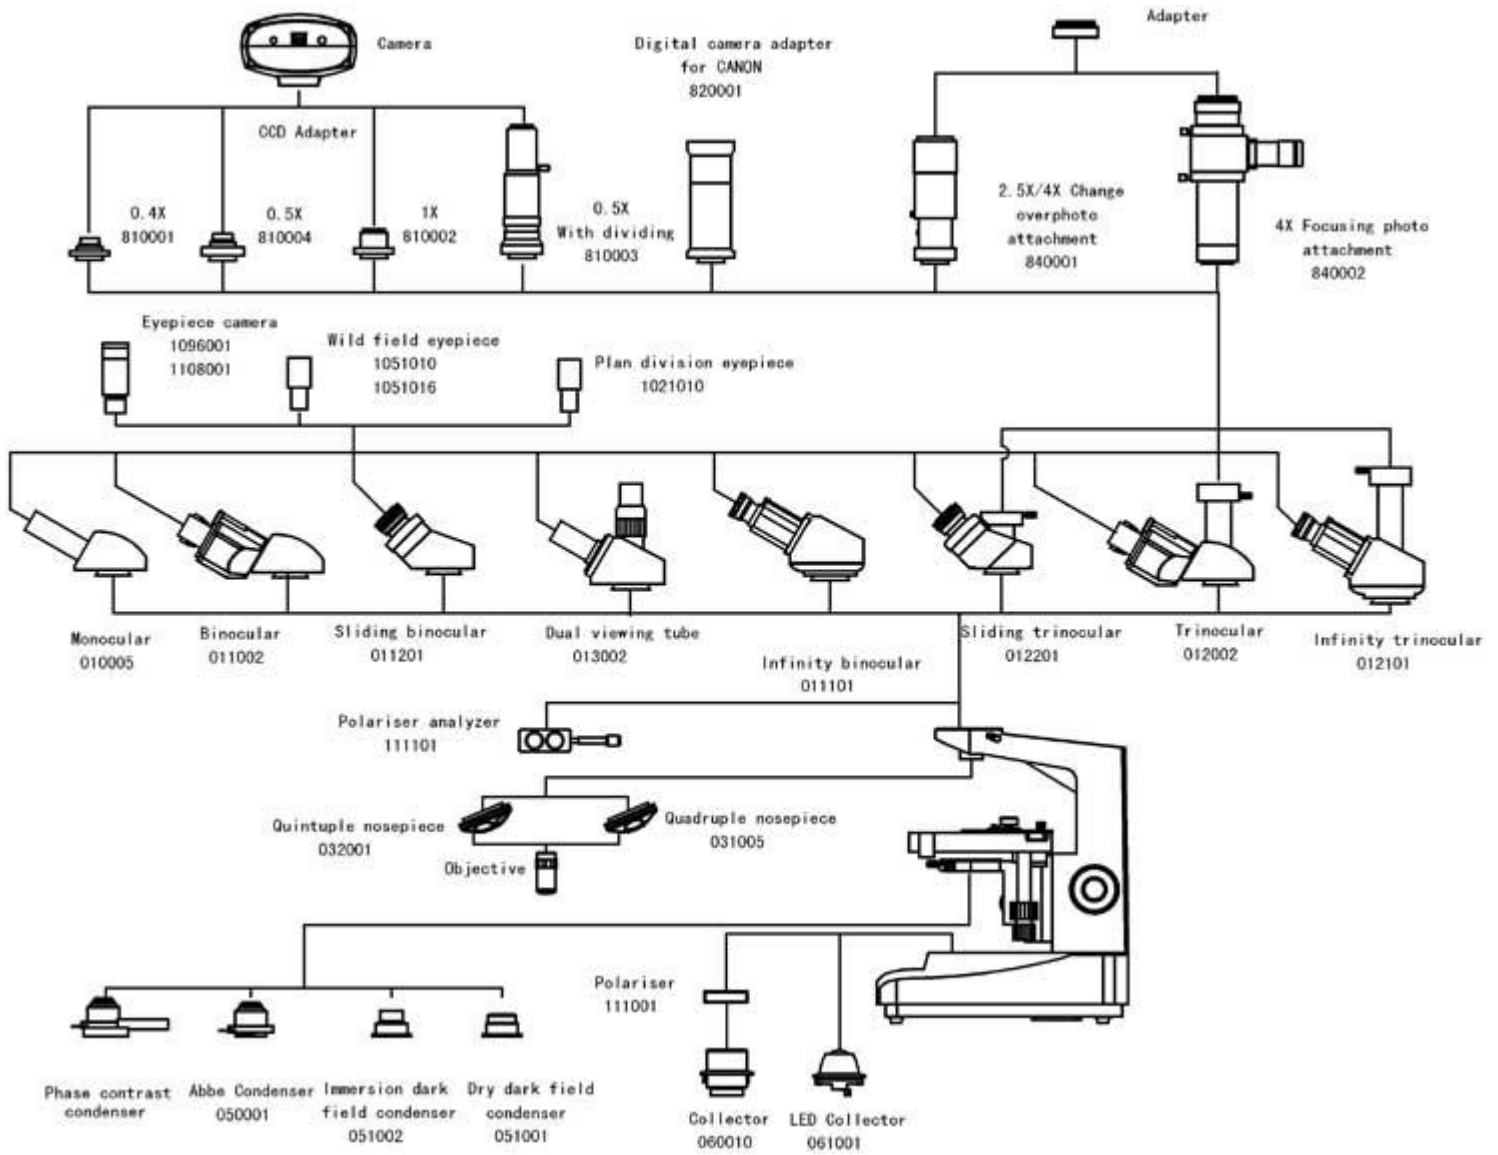 Camera
Digital camera adapter
for CANON
820001
Adapter
CCD Adapter
0.4X
810001
0.5X
810004
1X
810002
0.5X
With dividing
810003
2.5X/4X Change
overphoto
attachment
840001
4X Focusing photo
attachment
840002
Eyepiece camera
1096001
1108001
Wild field eyepiece
1051010
1051016
Plan division eyepiece
1021010
Monocular
010005
Binocular
011002
Sliding binocular
011201
Dual viewing tube
013002
Infinity binocular
011101
Sliding trinocular
012201
Trinocular
012002
Infinity trinocular
012101
Polariser analyzer
111101
Quintuple nosepiece
032001
Quadruple nosepiece
031005
Objective
Polariser
111001
Phase contrast
condenser
Abbe Condenser
050001
Immersion dark
field condenser
051002
Dry dark field
condenser
051001
Collector
060010
LED Collector
061001